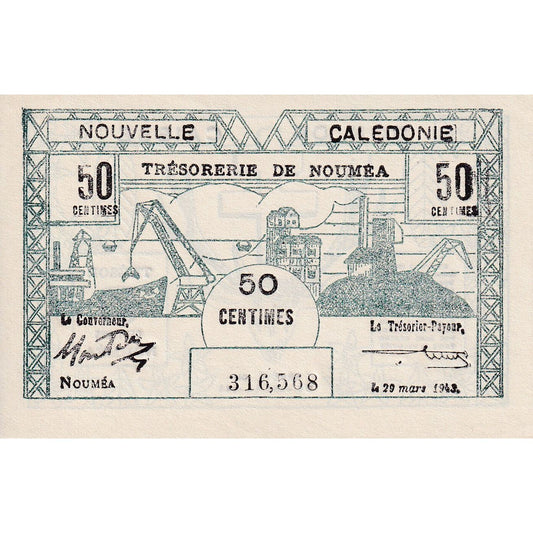 NOUVELLE CALÉDONIE
TRÉSORERIE DE NOUMÉA
50 50
CENTIMES CENTIMES
50
CENTIMES
Le Gouverneur, Le Trésorier-Payeur,
NOUMÉA 316,568 Le 29 mars 1943.